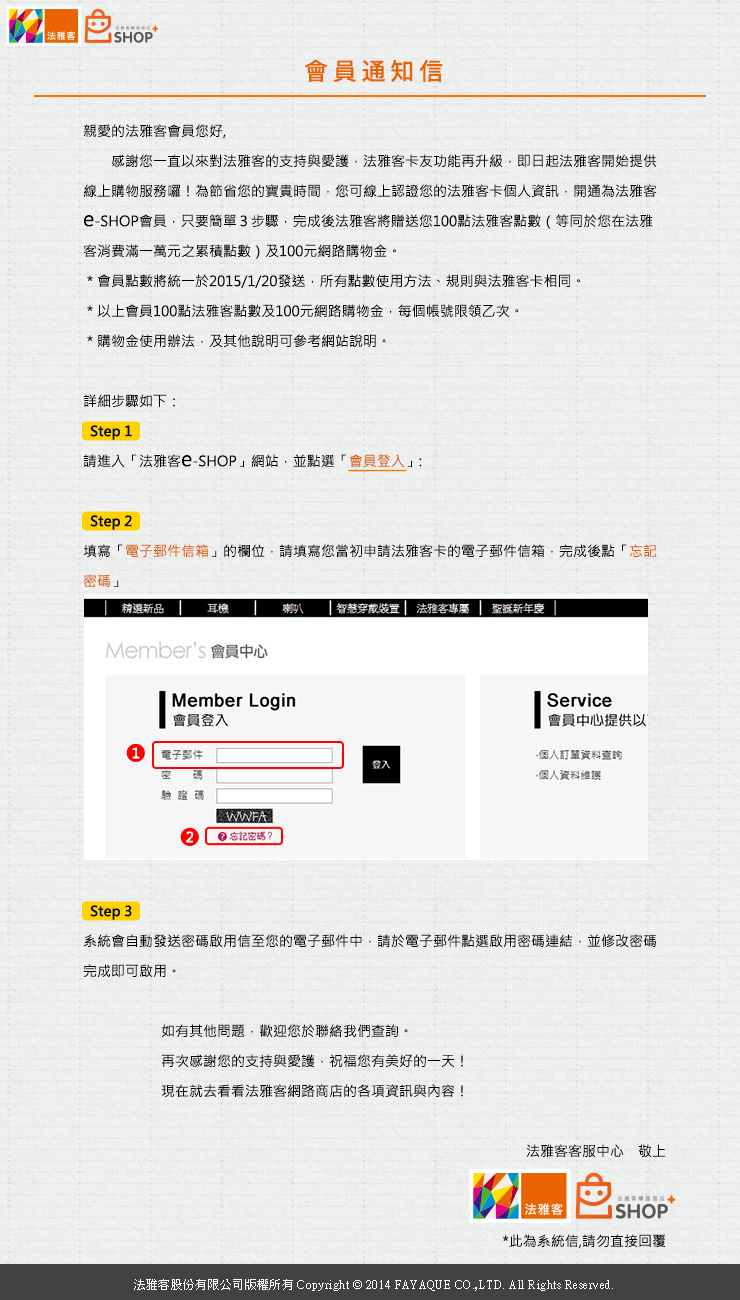 法雅客
法雅客網路商店
SHOP
會員通知信
親愛的法雅客會員您好,
感謝您一直以來對法雅客的支持與愛護，法雅客卡友功能再升級，即日起法雅客開始提供
線上購物服務囉！為節省您的寶貴時間，您可線上認證您的法雅客卡個人資訊，開通為法雅客
e-SHOP會員，只要簡單 3 步驟，完成後法雅客將贈送您100點法雅客點數（等同於您在法雅
客消費滿一萬元之累積點數）及100元網路購物金。
* 會員點數將統一於2015/1/20發送，所有點數使用方法、規則與法雅客卡相同。
* 以上會員100點法雅客點數及100元網路購物金，每個帳號限領乙次。
* 購物金使用辦法，及其他說明可參考網站說明。
詳細步驟如下：
Step 1
請進入「法雅客e-SHOP」網站，並點選「會員登入」：
Step 2
填寫「電子郵件信箱」的欄位，請填寫您當初申請法雅客卡的電子郵件信箱，完成後點「忘記
密碼」
精選新品 耳機 喇叭 智慧穿戴裝置 法雅客專屬 聖誕新年慶
Member's 會員中心
Member Login
會員登入
1 電子郵件
密 碼
驗 證 碼
登入
WWFA
2 ? 忘記密碼？
Service
會員中心提供以
·個人訂單資料查詢
·個人資料維護
Step 3
系統會自動發送密碼啟用信至您的電子郵件中，請於電子郵件點選啟用密碼連結，並修改密碼
完成即可啟用。
如有其他問題，歡迎您於聯絡我們查詢。
再次感謝您的支持與愛護，祝福您有美好的一天！
現在就去看看法雅客網路商店的各項資訊與內容！
法雅客客服中心　敬上
法雅客
法雅客網路商店
SHOP
*此為系統信,請勿直接回覆
法雅客股份有限公司版權所有 Copyright © 2014 FAYAQUE CO.,LTD. All Rights Reserved.